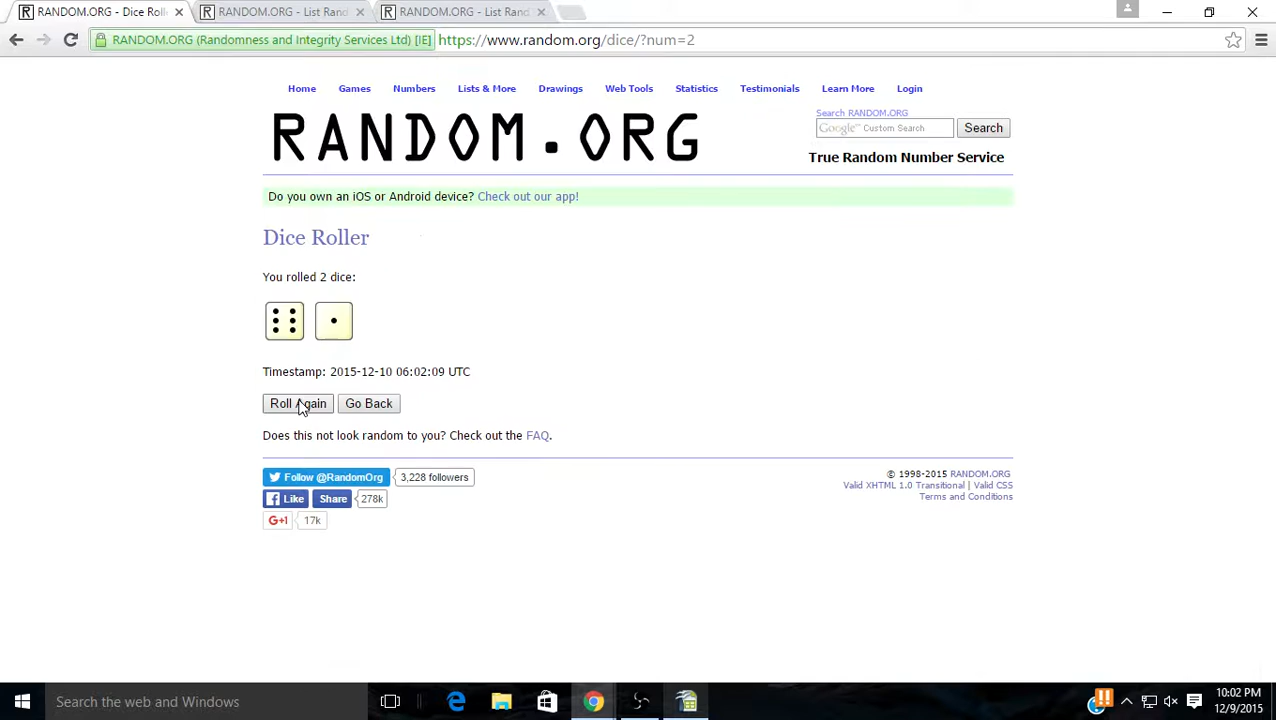 RANDOM.ORG - Dice Roll
RANDOM.ORG - List Rand
RANDOM.ORG - List Rand
RANDOM.ORG (Randomness and Integrity Services Ltd) [IE]
https://www.random.org/dice/?num=2
Home Games Numbers Lists & More Drawings Web Tools Statistics Testimonials Learn More Login
RANDOM.ORG
Search RANDOM.ORG
Google Custom Search
Search
True Random Number Service
Do you own an iOS or Android device? Check out our app!
Dice Roller
You rolled 2 dice:
Timestamp: 2015-12-10 06:02:09 UTC
Roll Again
Go Back
Does this not look random to you? Check out the FAQ.
Follow @RandomOrg
3,228 followers
Like
Share
278k
G+1
17k
© 1998-2015 RANDOM.ORG
Valid XHTML 1.0 Transitional | Valid CSS
Terms and Conditions
Search the web and Windows
10:02 PM
12/9/2015